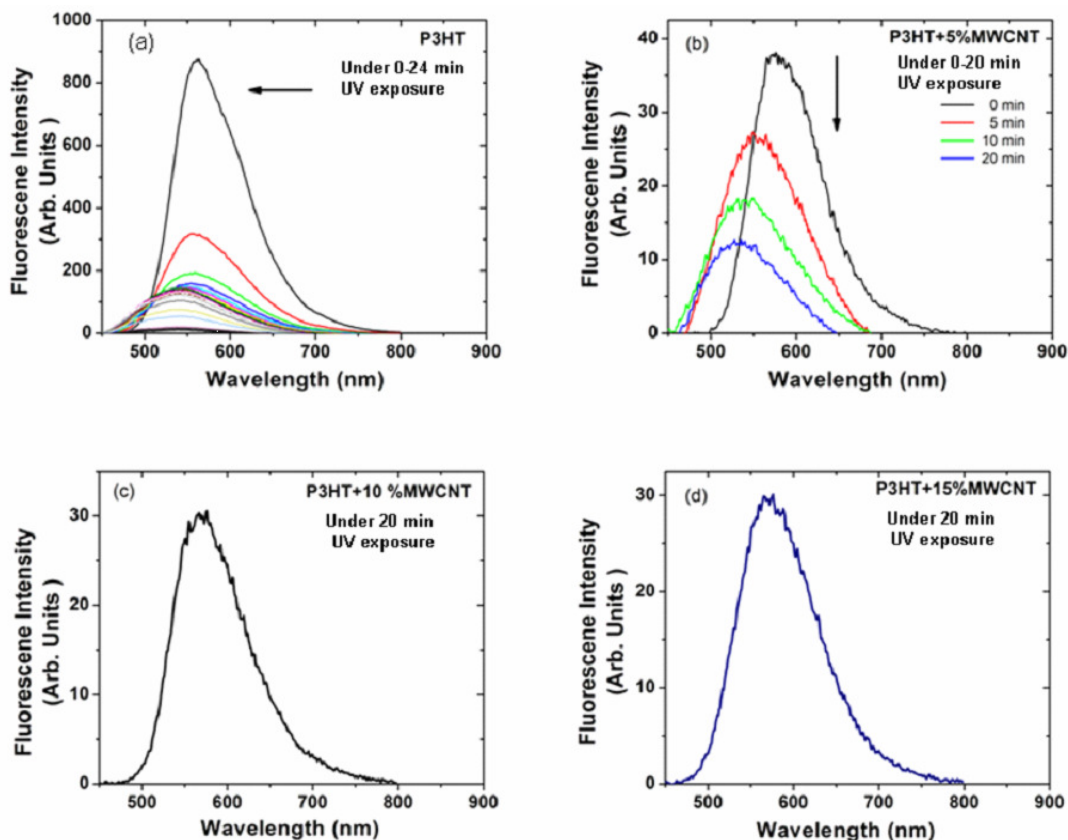 (a)
P3HT
Under 0-24 min
UV exposure
Fluorescene Intensity
(Arb. Units )
1000
800
600
400
200
0
500 600 700 800 900
Wavelength (nm)
(b)
P3HT+5%MWCNT
Under 0-20 min
UV exposure
0 min
5 min
10 min
20 min
Fluorescene Intensity
(Arb. Units )
40
30
20
10
0
500 600 700 800 900
Wavelength (nm)
(c)
P3HT+10 %MWCNT
Under 20 min
UV exposure
Fluorescene Intensity
(Arb. Units )
30
20
10
0
500 600 700 800 900
Wavelength (nm)
(d)
P3HT+15%MWCNT
Under 20 min
UV exposure
Fluorescene Intensity
(Arb. Units )
30
20
10
0
500 600 700 800 900
Wavelength (nm)